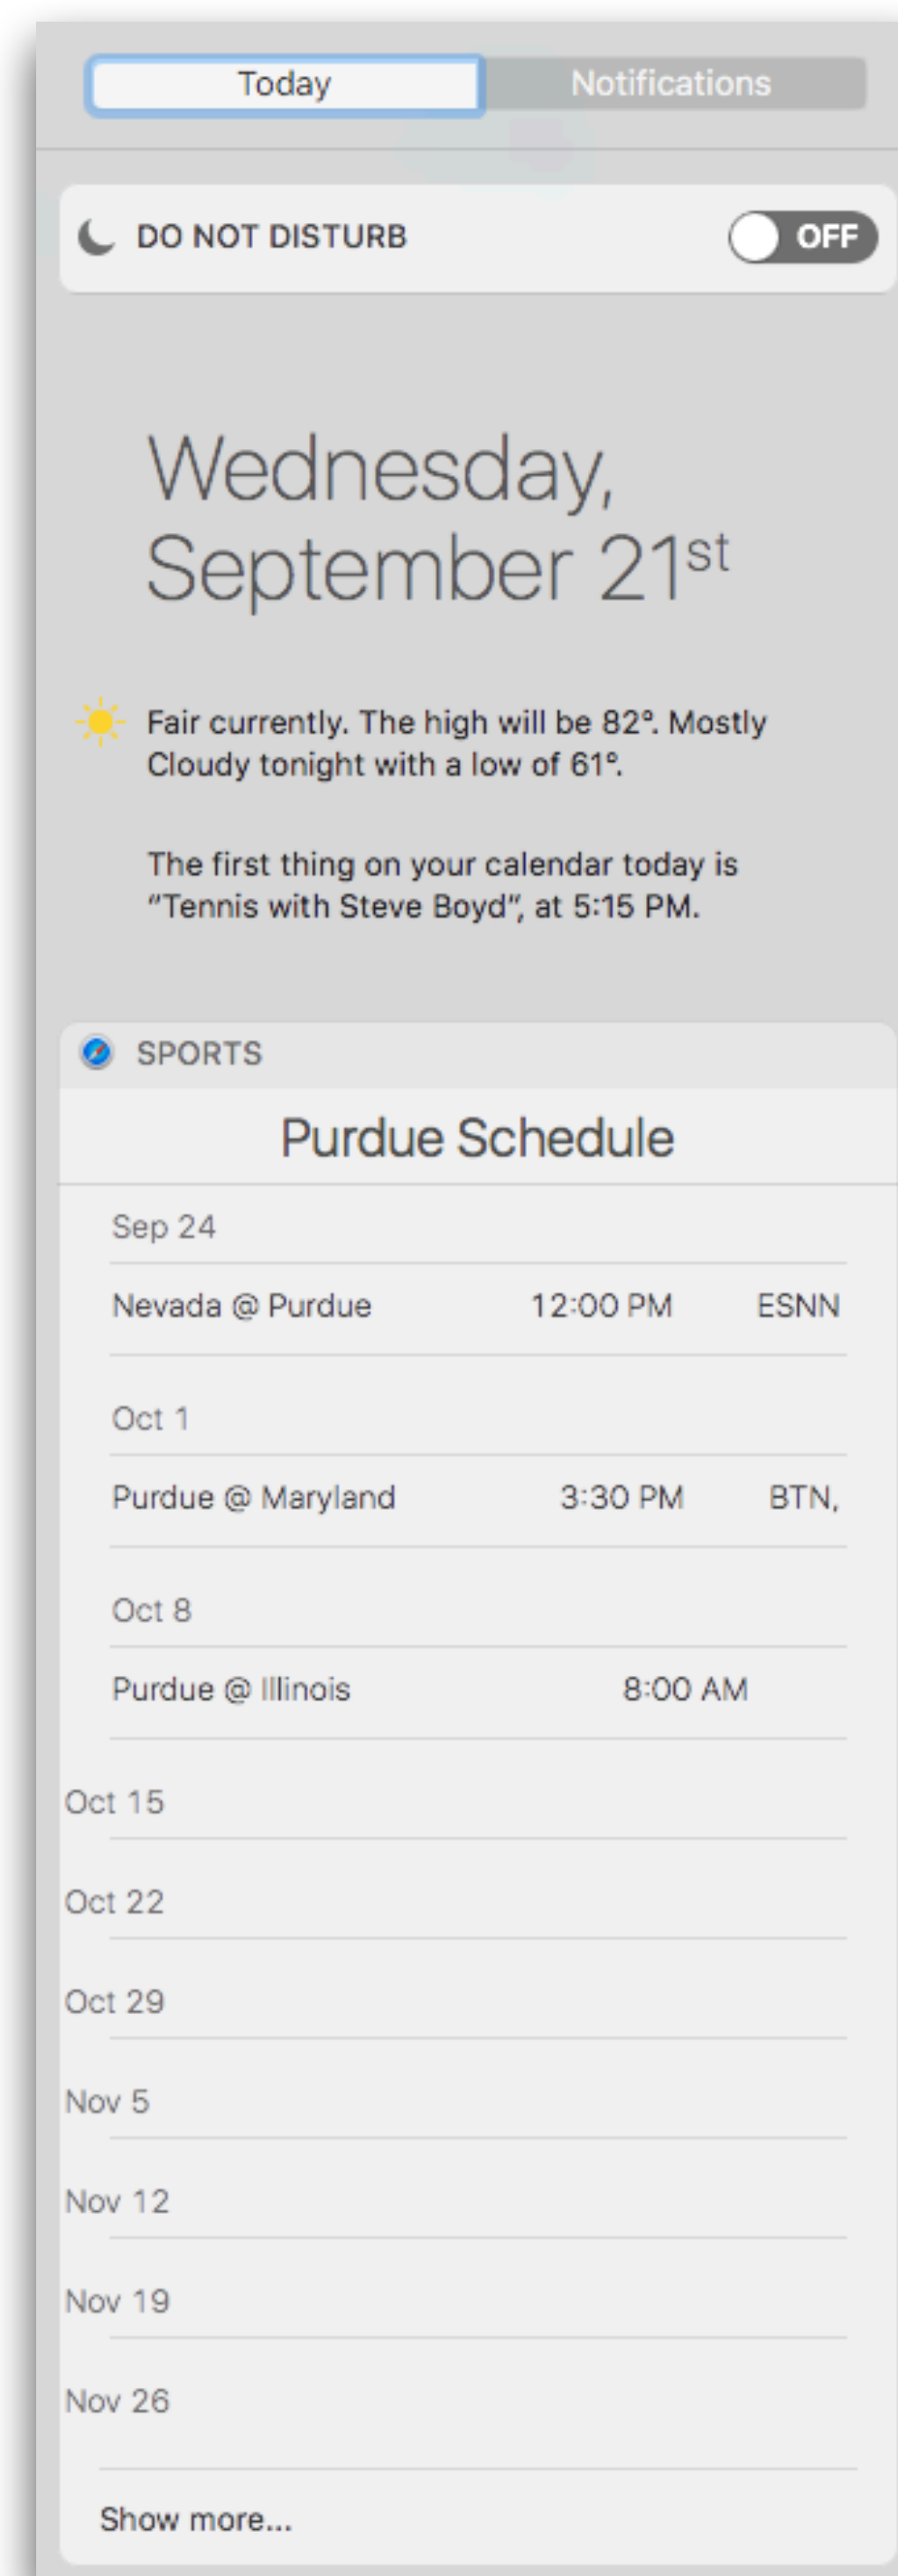 Today Notifications
DO NOT DISTURB OFF
Wednesday,
September 21st
Fair currently. The high will be 82°. Mostly
Cloudy tonight with a low of 61°.
The first thing on your calendar today is
“Tennis with Steve Boyd”, at 5:15 PM.
SPORTS
Purdue Schedule
Sep 24
Nevada @ Purdue 12:00 PM ESNN
Oct 1
Purdue @ Maryland 3:30 PM BTN,
Oct 8
Purdue @ Illinois 8:00 AM
Oct 15
Oct 22
Oct 29
Nov 5
Nov 12
Nov 19
Nov 26
Show more...